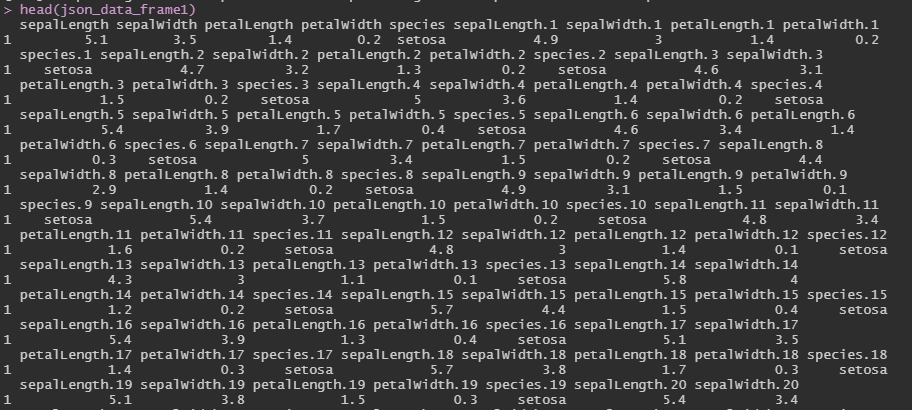 > head(json_data_frame1)
sepalLength sepalWidth petalLength petalWidth species sepalLength.1 sepalWidth.1 petalLength.1 petalWidth.1
1 5.1 3.5 1.4 0.2 setosa 4.9 3 1.4 0.2
species.1 sepalLength.2 sepalWidth.2 petalLength.2 petalWidth.2 species.2 sepalLength.3 sepalWidth.3
1 setosa 4.7 3.2 1.3 0.2 setosa 4.6 3.1
petalLength.3 petalWidth.3 species.3 sepalLength.4 sepalWidth.4 petalLength.4 petalWidth.4 species.4
1 1.5 0.2 setosa 5 3.6 1.4 0.2 setosa
sepalLength.5 sepalWidth.5 petalLength.5 petalWidth.5 species.5 sepalLength.6 sepalWidth.6 petalLength.6
1 5.4 3.9 1.7 0.4 setosa 4.6 3.4 1.4
petalWidth.6 species.6 sepalLength.7 sepalWidth.7 petalLength.7 petalWidth.7 species.7 sepalLength.8
1 0.3 setosa 5 3.4 1.5 0.2 setosa 4.4
sepalWidth.8 petalLength.8 petalWidth.8 species.8 sepalLength.9 sepalWidth.9 petalLength.9 petalWidth.9
1 2.9 1.4 0.2 setosa 4.9 3.1 1.5 0.1
species.9 sepalLength.10 sepalWidth.10 petalLength.10 petalWidth.10 species.10 sepalLength.11 sepalWidth.11
1 setosa 5.4 3.7 1.5 0.2 setosa 4.8 3.4
petalLength.11 petalWidth.11 species.11 sepalLength.12 sepalWidth.12 petalLength.12 petalWidth.12 species.12
1 1.6 0.2 setosa 4.8 3 1.4 0.1 setosa
sepalLength.13 sepalWidth.13 petalLength.13 petalWidth.13 species.13 sepalLength.14 sepalWidth.14
1 4.3 3 1.1 0.1 setosa 5.8 4
petalLength.14 petalWidth.14 species.14 sepalLength.15 sepalWidth.15 petalLength.15 petalWidth.15 species.15
1 1.2 0.2 setosa 5.7 4.4 1.5 0.4 setosa
sepalLength.16 sepalWidth.16 petalLength.16 petalWidth.16 species.16 sepalLength.17 sepalWidth.17
1 5.4 3.9 1.3 0.4 setosa 5.1 3.5
petalLength.17 petalWidth.17 species.17 sepalLength.18 sepalWidth.18 petalLength.18 petalWidth.18 species.18
1 1.4 0.3 setosa 5.7 3.8 1.7 0.3 setosa
sepalLength.19 sepalWidth.19 petalLength.19 petalWidth.19 species.19 sepalLength.20 sepalWidth.20
1 5.1 3.8 1.5 0.3 setosa 5.4 3.4